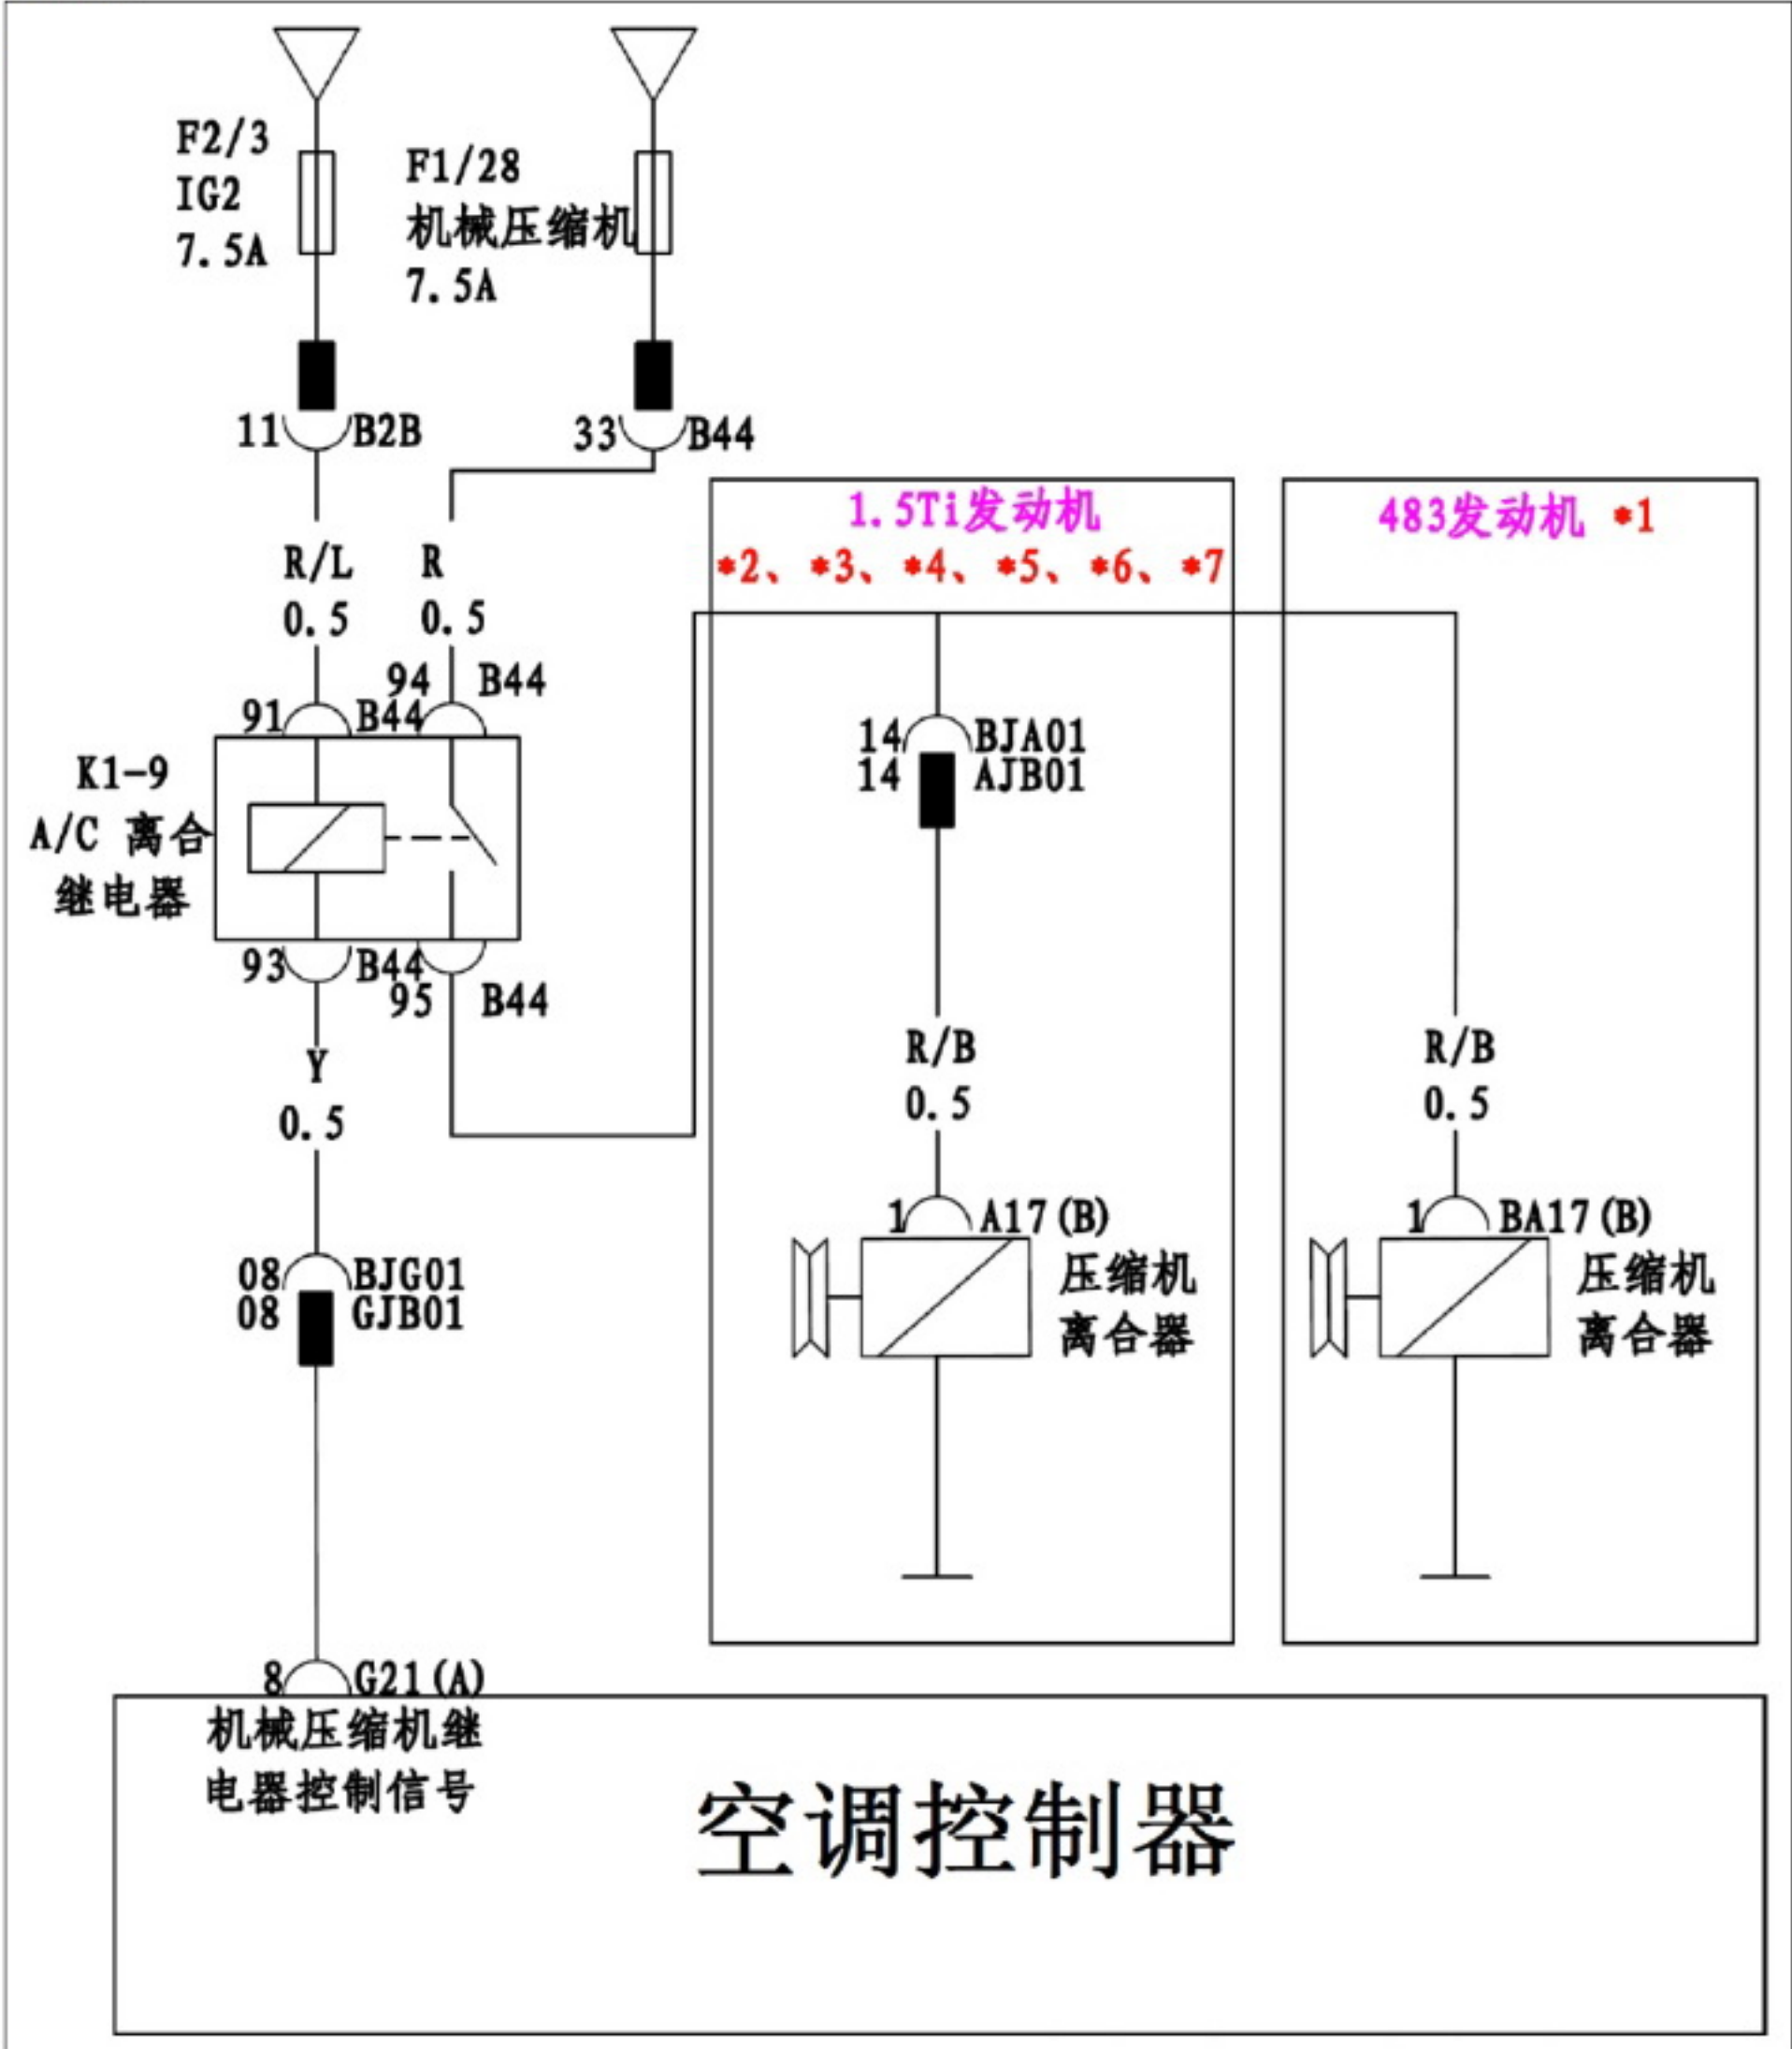 F2/3
IG2
7.5A
F1/28
机械压缩机
7.5A
11 B2B
33 B44
1.5Ti发动机
*2、*3、*4、*5、*6、*7
483发动机 *1
R/L
0.5
R
0.5
91 B44
94 B44
K1-9
A/C 离合
继电器
93 B44
95 B44
14 BJA01
14 AJB01
Y
0.5
R/B
0.5
R/B
0.5
08 BJG01
08 GJB01
1 A17(B)
压缩机
离合器
1 BA17(B)
压缩机
离合器
8 G21(A)
机械压缩机继
电器控制信号
空调控制器